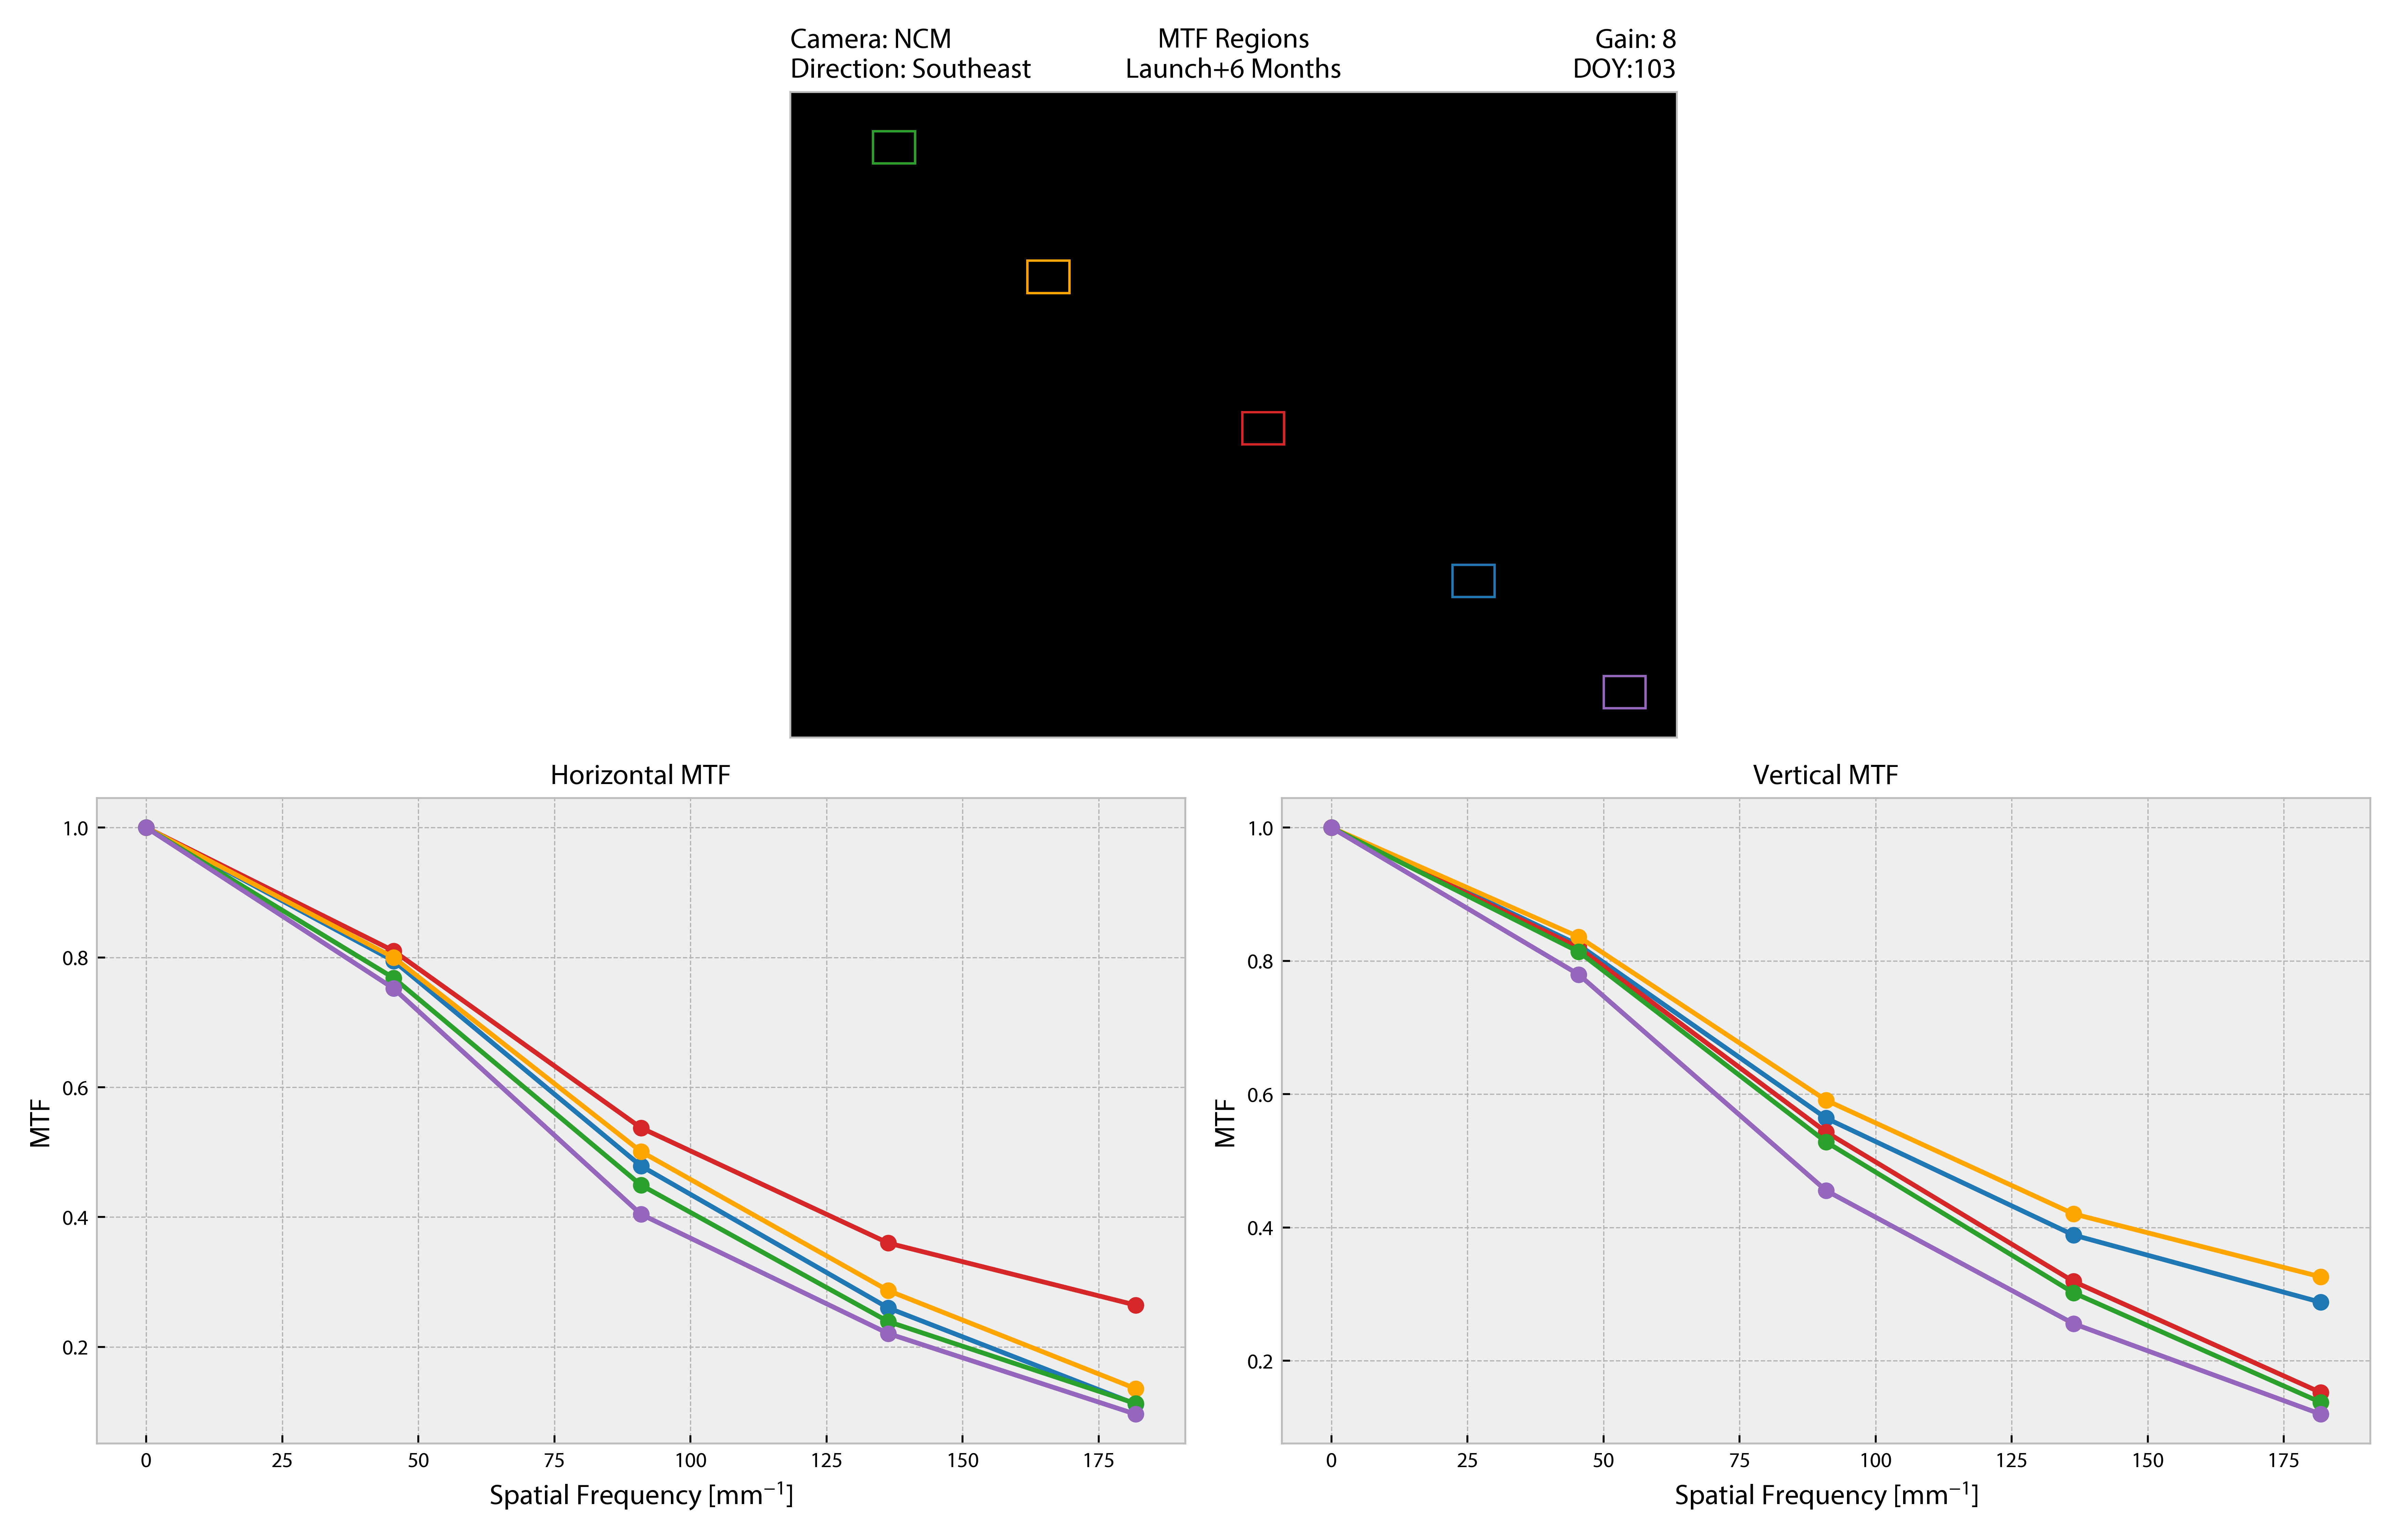 Camera: NCM MTF Regions Gain: 8
Direction: Southeast Launch+6 Months DOY:103
Horizontal MTF
1.0
0.8
0.6
0.4
0.2
MTF
0 25 50 75 100 125 150 175
Spatial Frequency [mm⁻¹]
Vertical MTF
1.0
0.8
0.6
0.4
0.2
MTF
0 25 50 75 100 125 150 175
Spatial Frequency [mm⁻¹]